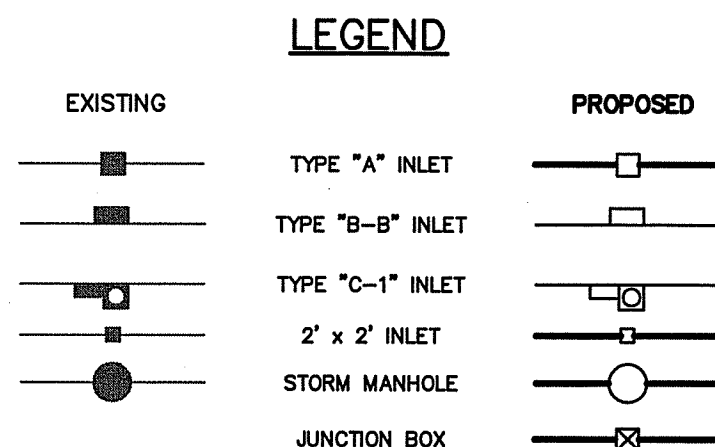 LEGEND
EXISTING PROPOSED
TYPE "A" INLET
TYPE "B-B" INLET
TYPE "C-1" INLET
2' x 2' INLET
STORM MANHOLE
JUNCTION BOX